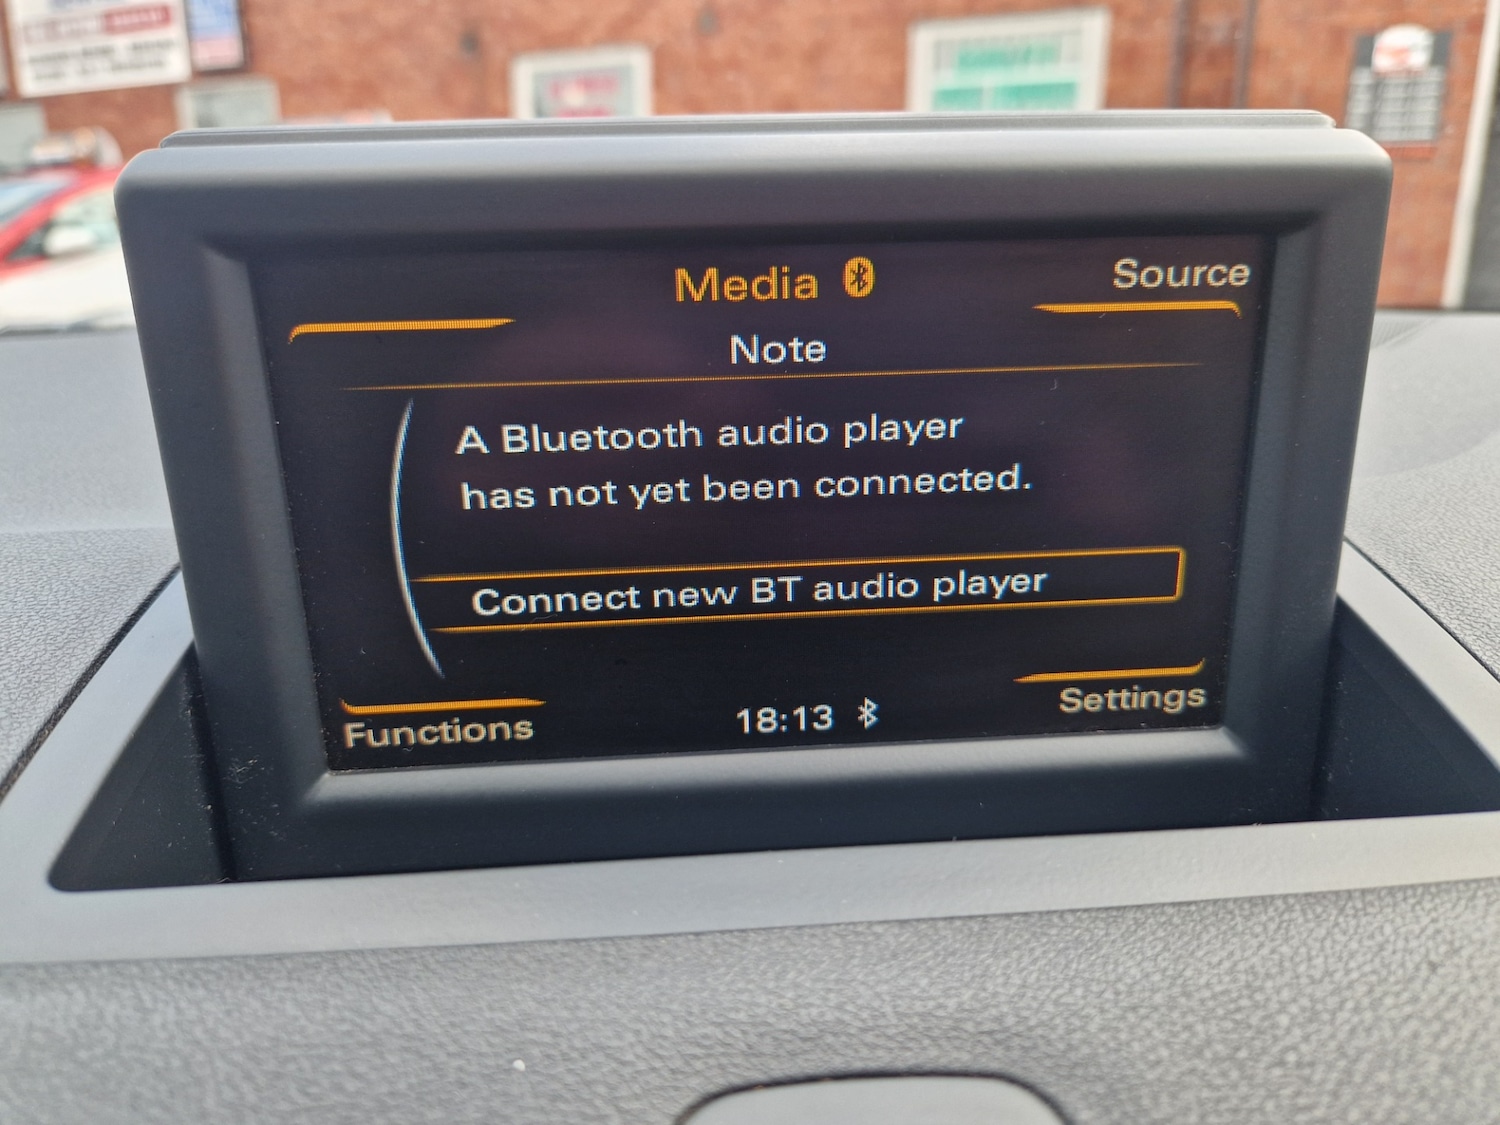 Media
Source
Note
A Bluetooth audio player
has not yet been connected.
Connect new BT audio player
Functions
18:13
Settings